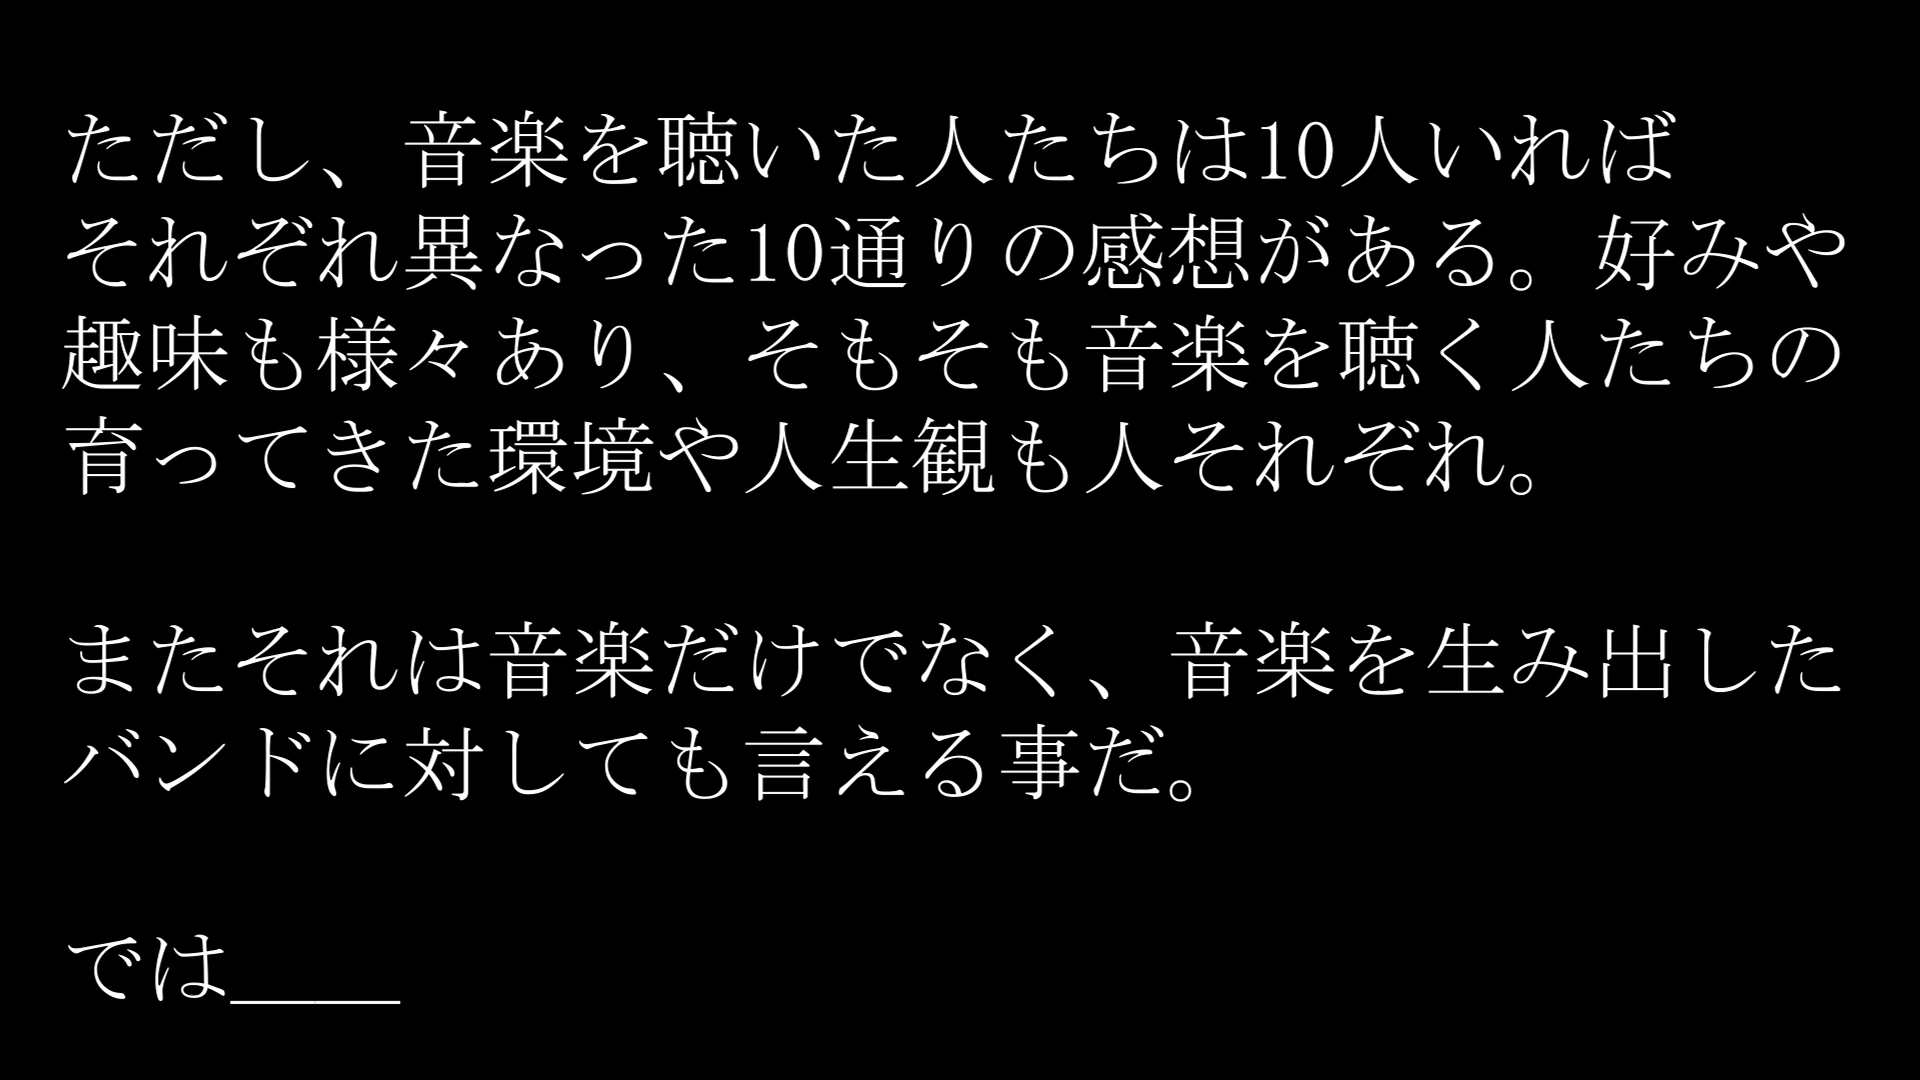 ただし、音楽を聴いた人たちは10人いれば
それぞれ異なった10通りの感想がある。好みや
趣味も様々あり、そもそも音楽を聴く人たちの
育ってきた環境や人生観も人それぞれ。
またそれは音楽だけでなく、音楽を生み出した
バンドに対しても言える事だ。
では＿＿